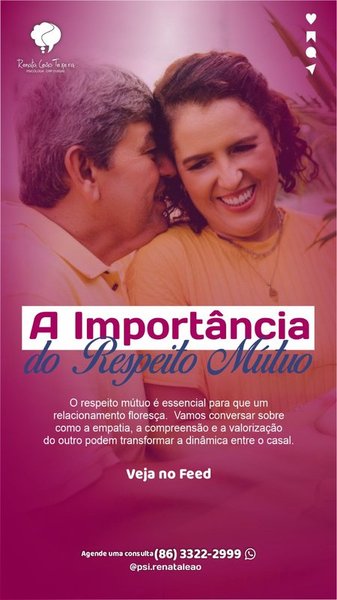 Renata Leão Teixeira
A Importância
do Respeito Mútuo
O respeito mútuo é essencial para que um
relacionamento floresça. Vamos conversar sobre
como a empatia, a compreensão e a valorização
do outro podem transformar a dinâmica entre o casal.
Veja no Feed
Agende uma consulta (86) 3322-2999
@psi.renataleao